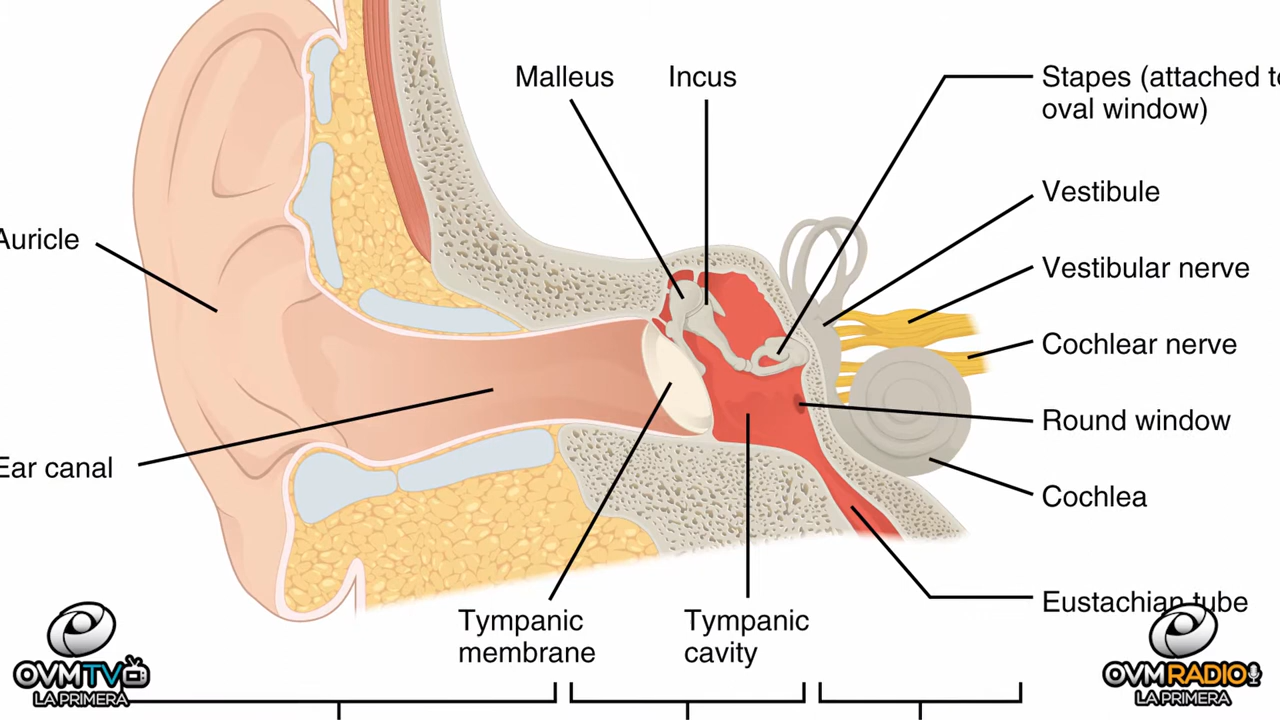 Malleus
Incus
Stapes (attached to
oval window)
Vestibule
Auricle
Vestibular nerve
Cochlear nerve
Round window
Ear canal
Cochlea
Eustachian tube
Tympanic
membrane
Tympanic
cavity
OVMTV
LA PRIMERA
OVMRADIO
LA PRIMERA